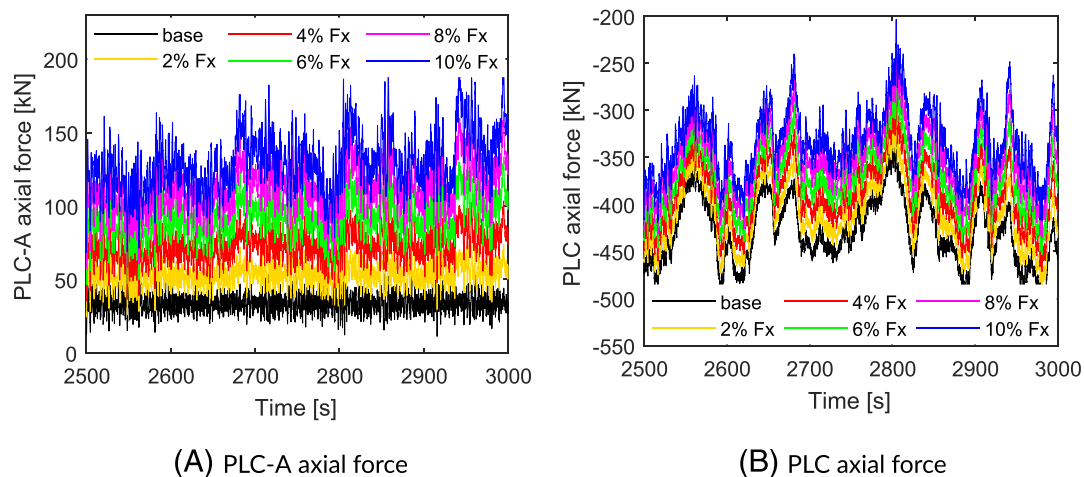 base 4% Fx 8% Fx
2% Fx 6% Fx 10% Fx
PLC-A axial force [kN]
200
150
100
50
0
2500 2600 2700 2800 2900 3000
Time [s]
(A) PLC-A axial force
PLC axial force [kN]
-200
-250
-300
-350
-400
-450
-500
-550
base 4% Fx 8% Fx
2% Fx 6% Fx 10% Fx
2500 2600 2700 2800 2900 3000
Time [s]
(B) PLC axial force